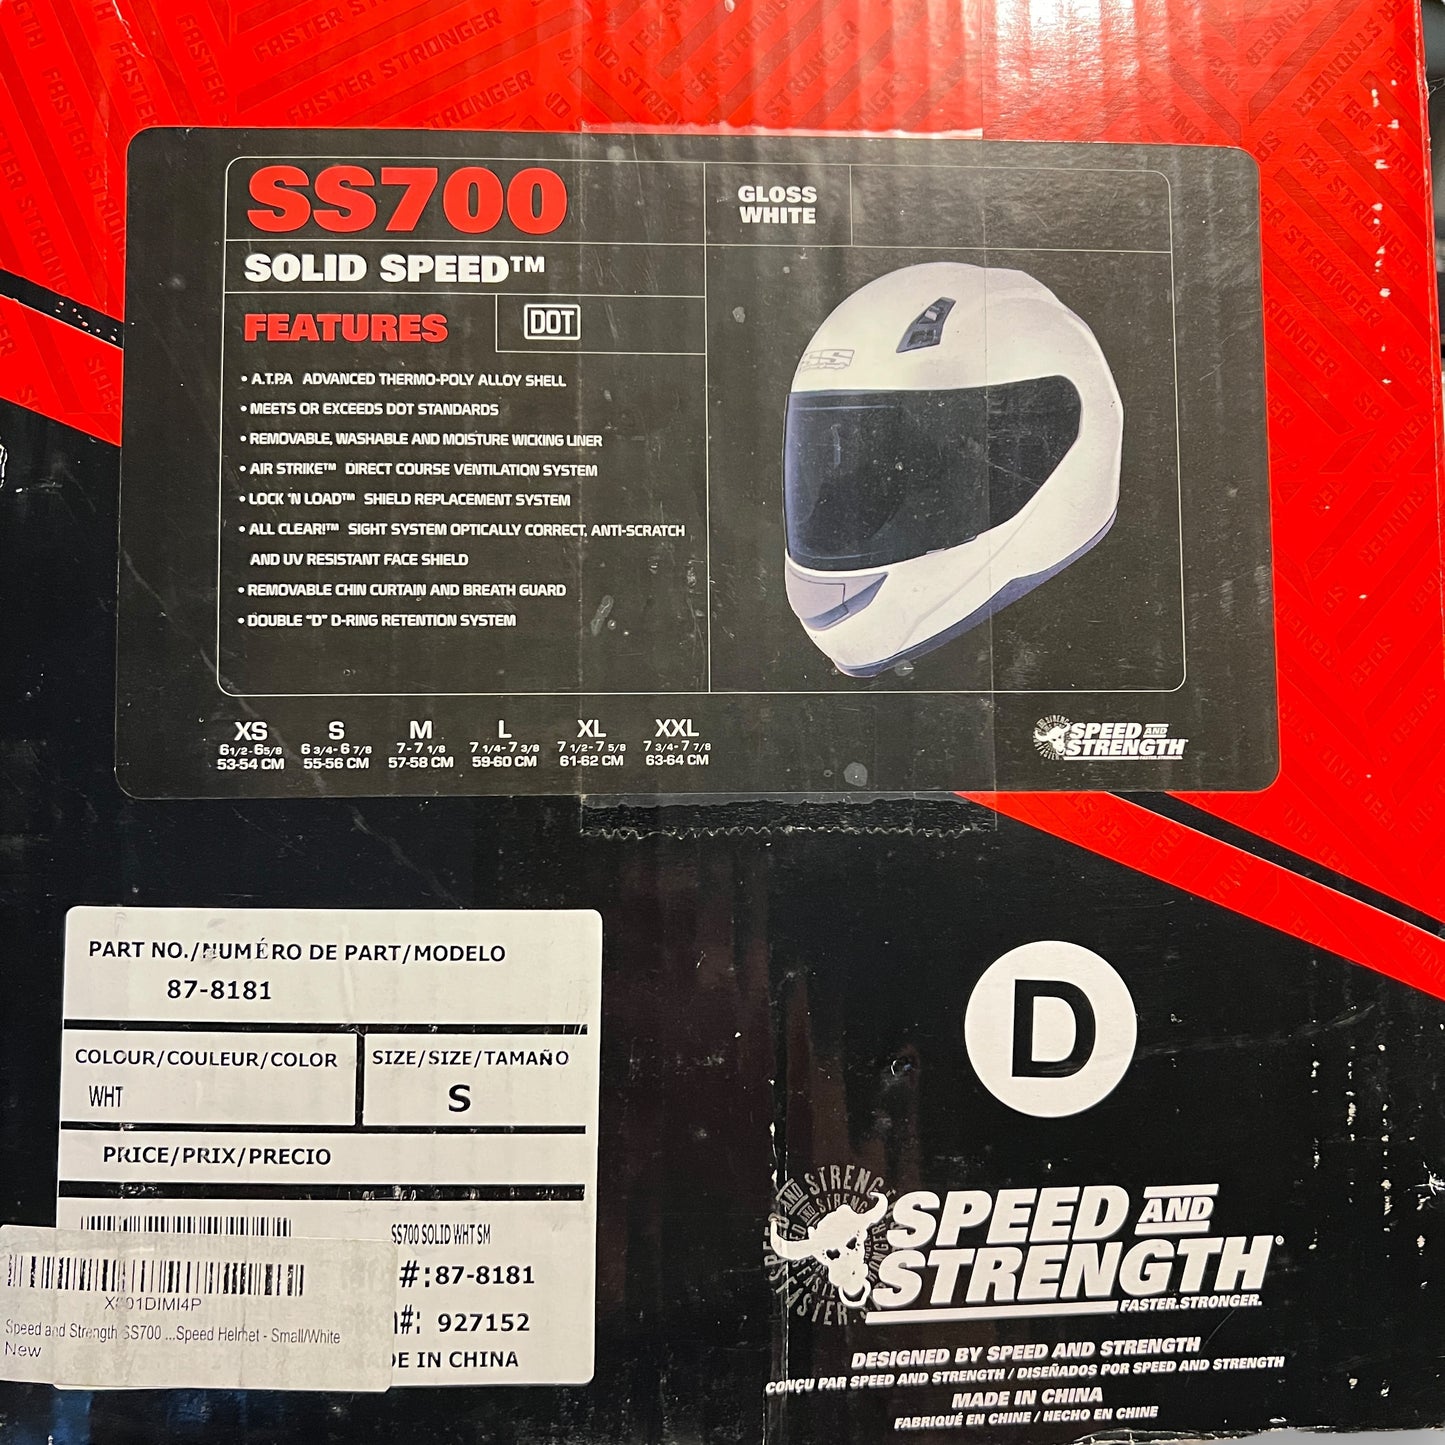 FASTER STRONGER
FASTER STRONGER
SS700
GLOSS
WHITE
SOLID SPEED™
FEATURES
DOT
• A.T.P.A ADVANCED THERMO-POLY ALLOY SHELL
• MEETS OR EXCEEDS DOT STANDARDS
• REMOVABLE, WASHABLE AND MOISTURE WICKING LINER
• AIR STRIKE™ DIRECT COURSE VENTILATION SYSTEM
• LOCK 'N LOAD™ SHIELD REPLACEMENT SYSTEM
• ALL CLEAR!™ SIGHT SYSTEM OPTICALLY CORRECT, ANTI-SCRATCH
AND UV RESISTANT FACE SHIELD
• REMOVABLE CHIN CURTAIN AND BREATH GUARD
• DOUBLE "D" D-RING RETENTION SYSTEM
SS
XS S M L XL XXL
6 1/2 - 6 5/8 6 3/4 - 6 7/8 7 - 7 1/8 7 1/4 - 7 3/8 7 1/2 - 7 5/8 7 3/4 - 7 7/8
53-54 CM 55-56 CM 57-58 CM 59-60 CM 61-62 CM 63-64 CM
SPEED AND
STRENGTH
FASTER.STRONGER.
PART NO./NUMÉRO DE PART/MODELO
87-8181
COLOUR/COULEUR/COLOR
WHT
SIZE/SIZE/TAMAÑO
S
PRICE/PRIX/PRECIO
SS700 SOLID WHT SM
#:87-8181
#: 927152
IN CHINA
Speed and Strength SS700 ...Speed Helmet - Small/White
New
D
SPEED AND
STRENGTH®
FASTER.STRONGER.
DESIGNED BY SPEED AND STRENGTH
CONÇU PAR SPEED AND STRENGTH / DISEÑADOS POR SPEED AND STRENGTH
MADE IN CHINA
FABRIQUÉ EN CHINE / HECHO EN CHINE